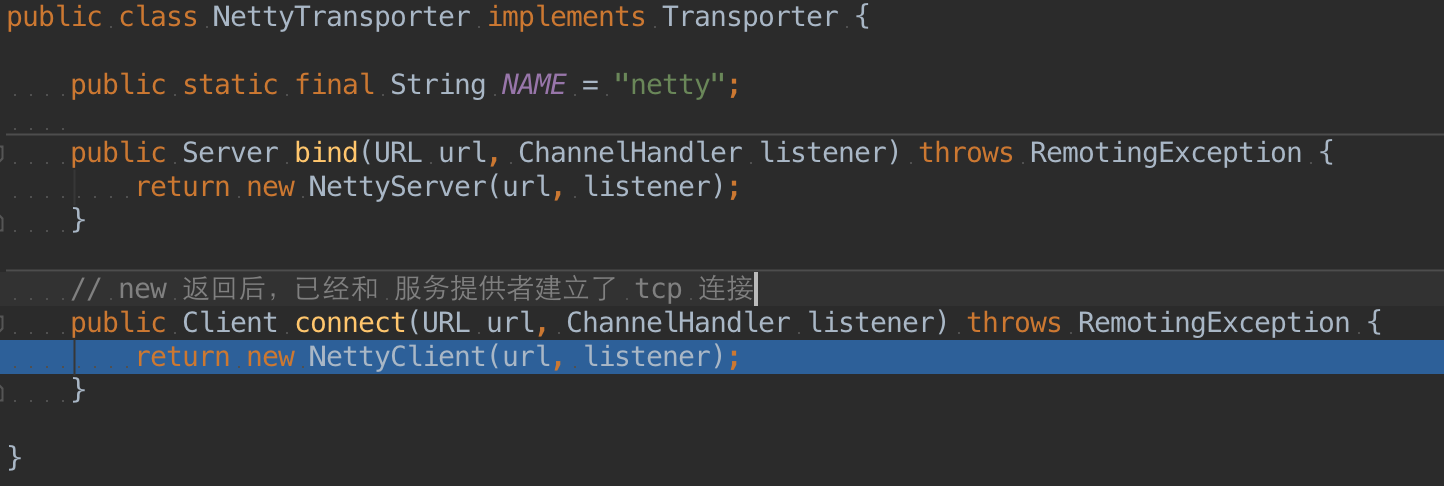 public class NettyTransporter implements Transporter {
public static final String NAME = "netty";
public Server bind(URL url, ChannelHandler listener) throws RemotingException {
return new NettyServer(url, listener);
}
// new 返回后，已经和 服务提供者建立了 tcp 连接
public Client connect(URL url, ChannelHandler listener) throws RemotingException {
return new NettyClient(url, listener);
}
}